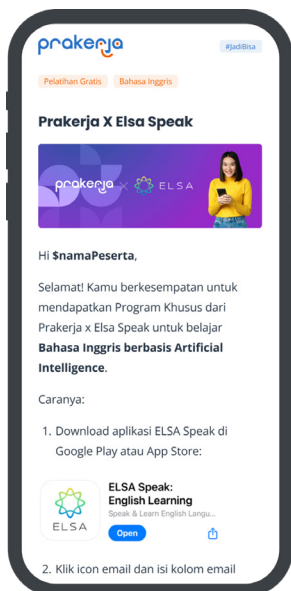 prakerja
#JadiBisa
Pelatihan Gratis
Bahasa Inggris
Prakerja X Elsa Speak
prakerja × ELSA
Hi $namaPeserta,
Selamat! Kamu berkesempatan untuk
mendapatkan Program Khusus dari
Prakerja x Elsa Speak untuk belajar
Bahasa Inggris berbasis Artificial
Intelligence.
Caranya:
1. Download aplikasi ELSA Speak di
Google Play atau App Store:
ELSA
ELSA Speak:
English Learning
Speak & Learn English Langu...
Open
2. Klik icon email dan isi kolom email